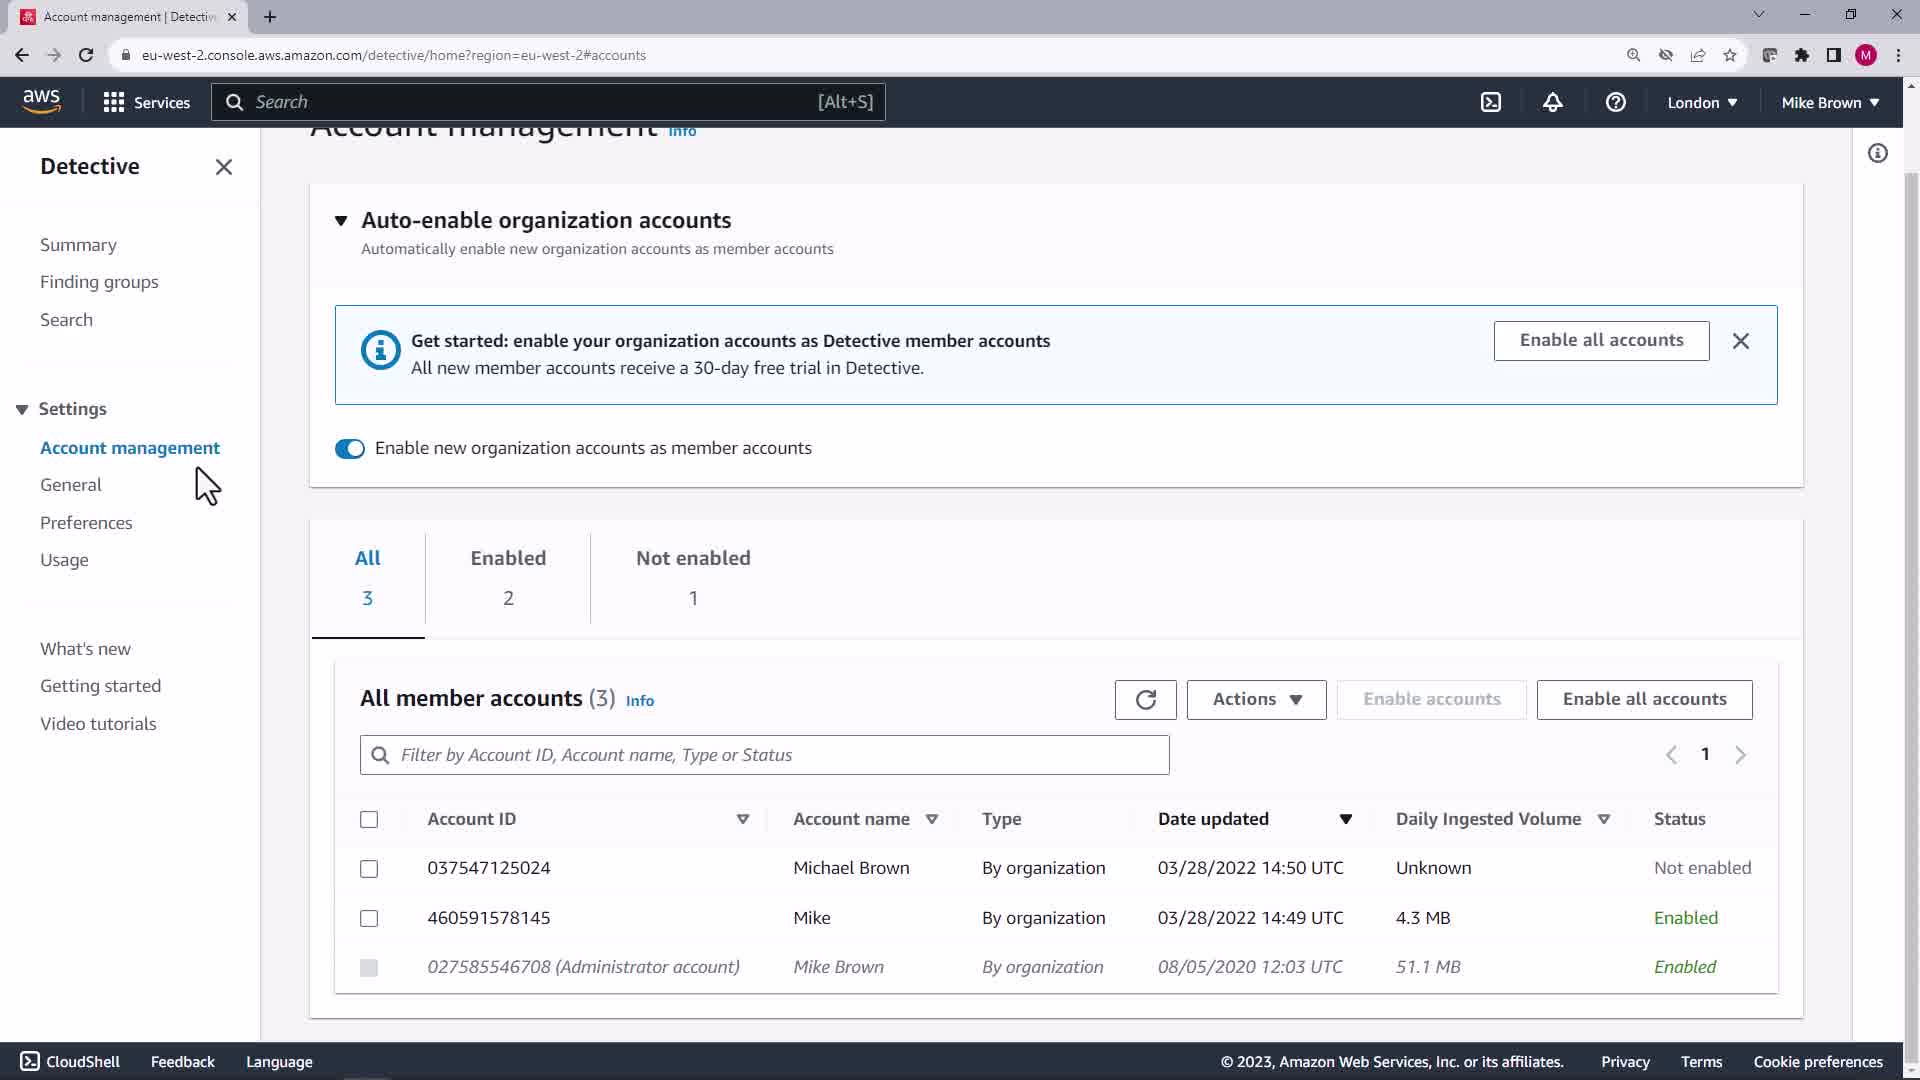 Account management | Detectiv
eu-west-2.console.aws.amazon.com/detective/home?region=eu-west-2#accounts
M
aws
Services
Search
[Alt+S]
London
Mike Brown
Account management Info
Detective
Summary
Finding groups
Search
Settings
Account management
General
Preferences
Usage
What's new
Getting started
Video tutorials
Auto-enable organization accounts
Automatically enable new organization accounts as member accounts
Get started: enable your organization accounts as Detective member accounts
All new member accounts receive a 30-day free trial in Detective.
Enable all accounts
Enable new organization accounts as member accounts
All Enabled Not enabled
3 2 1
All member accounts (3) Info
Actions
Enable accounts
Enable all accounts
Filter by Account ID, Account name, Type or Status
1
Account ID Account name Type Date updated Daily Ingested Volume Status
037547125024 Michael Brown By organization 03/28/2022 14:50 UTC Unknown Not enabled
460591578145 Mike By organization 03/28/2022 14:49 UTC 4.3 MB Enabled
027585546708 (Administrator account) Mike Brown By organization 08/05/2020 12:03 UTC 51.1 MB Enabled
CloudShell Feedback Language © 2023, Amazon Web Services, Inc. or its affiliates. Privacy Terms Cookie preferences